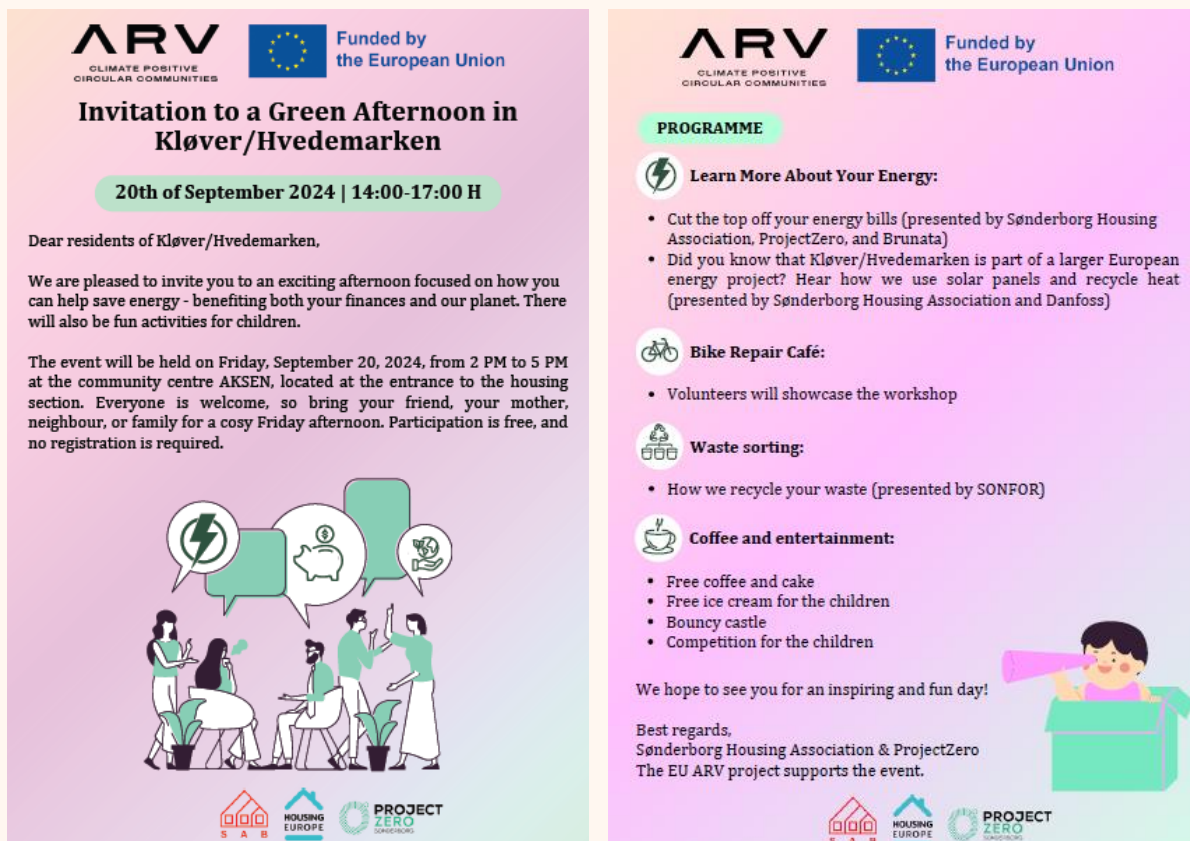 ARV
CLIMATE POSITIVE
CIRCULAR COMMUNITIES
Funded by
the European Union
Invitation to a Green Afternoon in
Kløver/Hvedemarken
20th of September 2024 | 14:00-17:00 H
Dear residents of Kløver/Hvedemarken,
We are pleased to invite you to an exciting afternoon focused on how you
can help save energy - benefiting both your finances and our planet. There
will also be fun activities for children.
The event will be held on Friday, September 20, 2024, from 2 PM to 5 PM
at the community centre AKSEN, located at the entrance to the housing
section. Everyone is welcome, so bring your friend, your mother,
neighbour, or family for a cosy Friday afternoon. Participation is free, and
no registration is required.
$
SAB
HOUSING
EUROPE
PROJECT
ZERO
SONDERBORG
ARV
CLIMATE POSITIVE
CIRCULAR COMMUNITIES
Funded by
the European Union
PROGRAMME
Learn More About Your Energy:
• Cut the top off your energy bills (presented by Sønderborg Housing
Association, ProjectZero, and Brunata)
• Did you know that Kløver/Hvedemarken is part of a larger European
energy project? Hear how we use solar panels and recycle heat
(presented by Sønderborg Housing Association and Danfoss)
Bike Repair Café:
• Volunteers will showcase the workshop
Waste sorting:
• How we recycle your waste (presented by SONFOR)
Coffee and entertainment:
• Free coffee and cake
• Free ice cream for the children
• Bouncy castle
• Competition for the children
We hope to see you for an inspiring and fun day!
Best regards,
Sønderborg Housing Association & ProjectZero
The EU ARV project supports the event.
SAB
HOUSING
EUROPE
PROJECT
ZERO